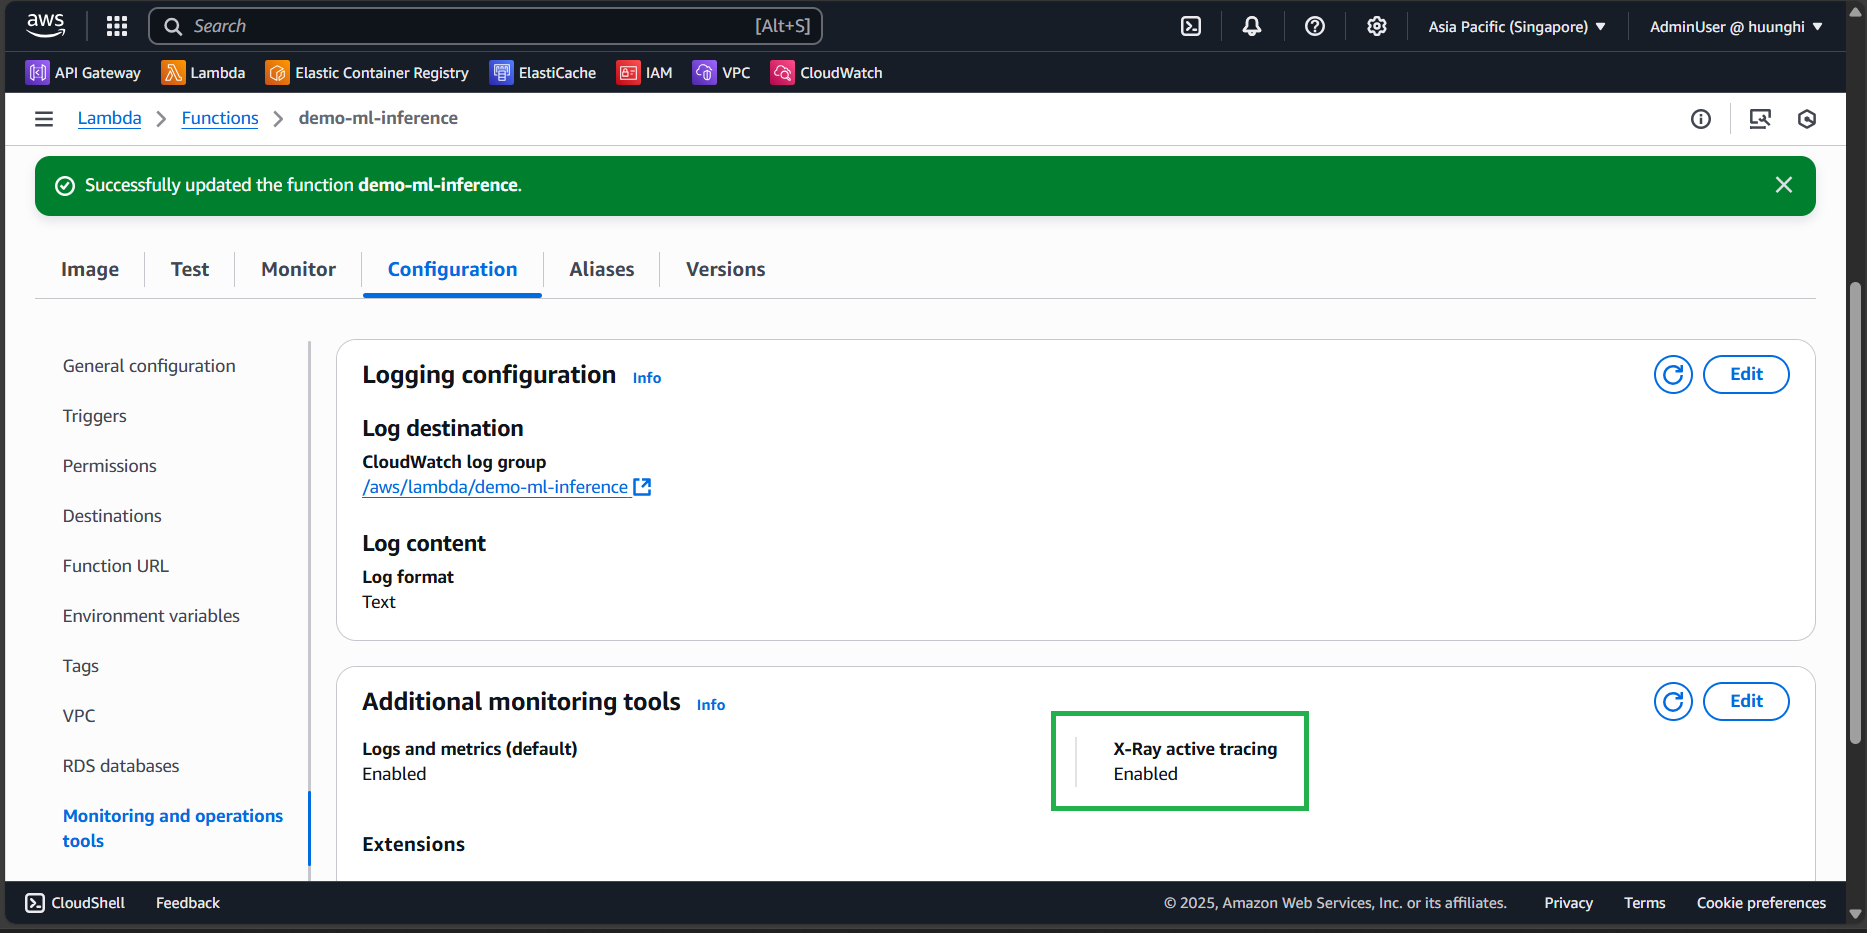 aws
Search [Alt+S]
Asia Pacific (Singapore)
AdminUser @ huunghi
API Gateway
Lambda
Elastic Container Registry
ElastiCache
IAM
VPC
CloudWatch
Lambda
Functions
demo-ml-inference
Successfully updated the function demo-ml-inference.
Image
Test
Monitor
Configuration
Aliases
Versions
General configuration
Triggers
Permissions
Destinations
Function URL
Environment variables
Tags
VPC
RDS databases
Monitoring and operations
tools
Logging configuration Info
Edit
Log destination
CloudWatch log group
/aws/lambda/demo-ml-inference
Log content
Log format
Text
Additional monitoring tools Info
Edit
Logs and metrics (default)
Enabled
X-Ray active tracing
Enabled
Extensions
CloudShell
Feedback
© 2025, Amazon Web Services, Inc. or its affiliates.
Privacy
Terms
Cookie preferences